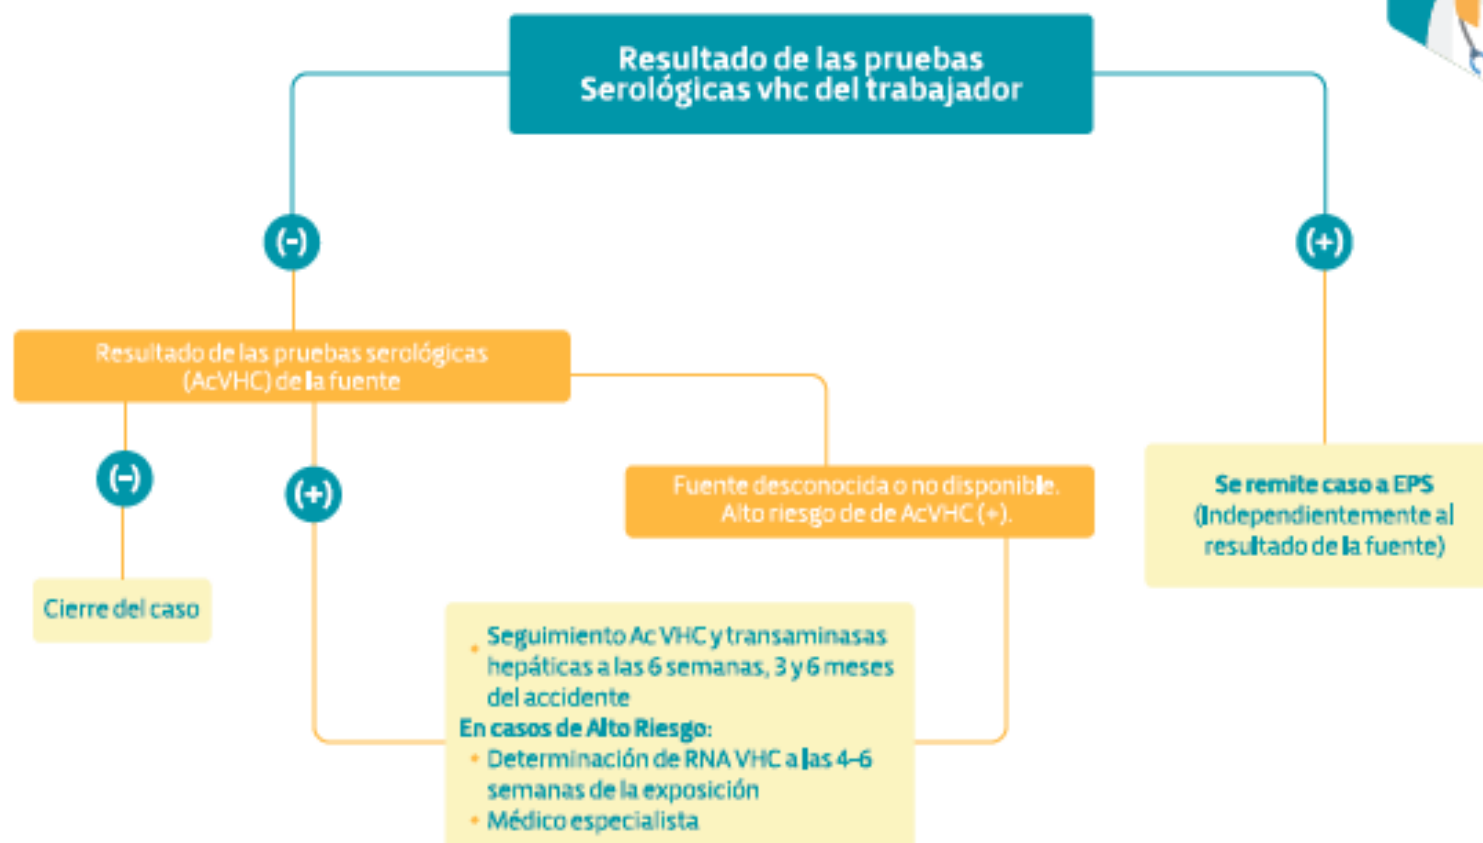 Resultado de las pruebas
Serológicas vhc del trabajador
(-)
(+)
Resultado de las pruebas serológicas
(AcVHC) de la fuente
(-)
(+)
Fuente desconocida o no disponible.
Alto riesgo de de AcVHC (+).
Se remite caso a EPS
(Independientemente al
resultado de la fuente)
Cierre del caso
• Seguimiento Ac VHC y transaminasas
hepáticas a las 6 semanas, 3 y 6 meses
del accidente
En casos de Alto Riesgo:
• Determinación de RNA VHC a las 4-6
semanas de la exposición
• Médico especialista